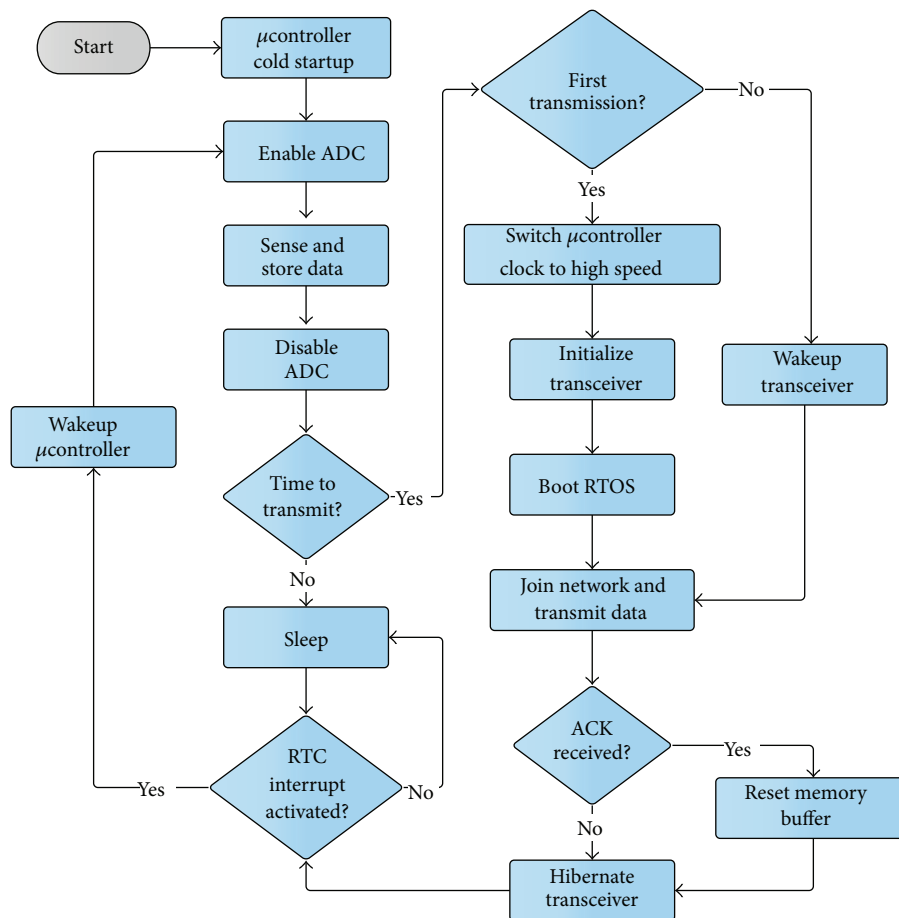 Start
μcontroller
cold startup
Enable ADC
Sense and
store data
Disable
ADC
Time to
transmit?
Yes
No
Sleep
RTC
interrupt
activated?
No
Yes
Wakeup
μcontroller
First
transmission?
No
Yes
Switch μcontroller
clock to high speed
Initialize
transceiver
Wakeup
transceiver
Boot RTOS
Join network and
transmit data
ACK
received?
Yes
No
Reset memory
buffer
Hibernate
transceiver